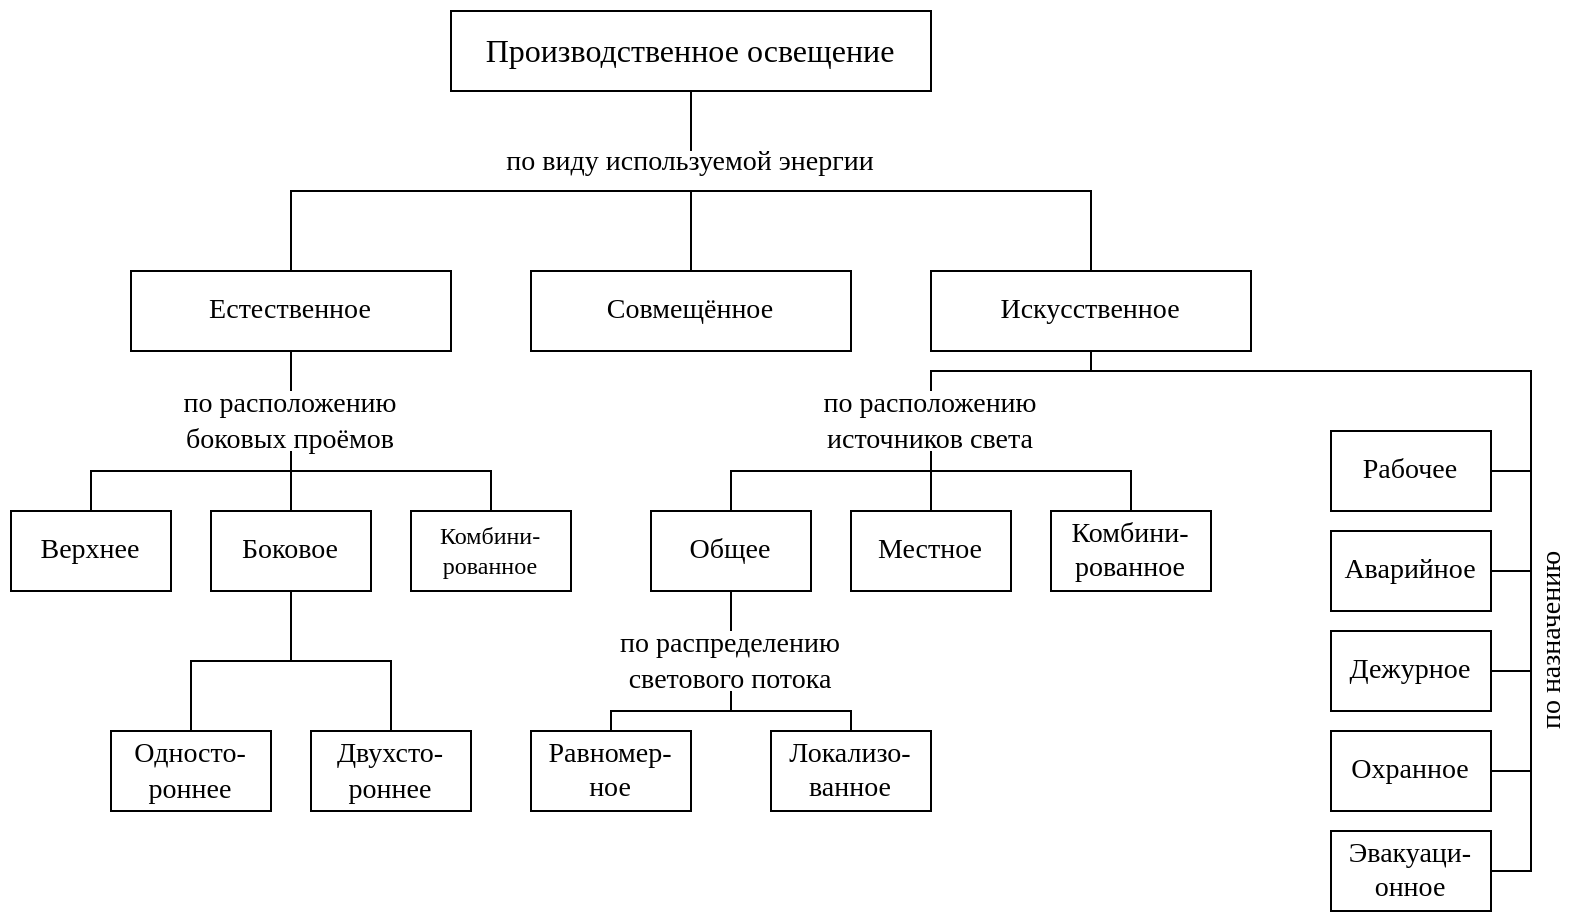 Производственное освещение
по виду используемой энергии
Естественное
Совмещённое
Искусственное
по расположению
боковых проёмов
по расположению
источников света
Верхнее
Боковое
Комбини-
рованное
Общее
Местное
Комбини-
рованное
Односто-
роннее
Двухсто-
роннее
по распределению
светового потока
Равномер-
ное
Локализо-
ванное
Рабочее
Аварийное
Дежурное
Охранное
Эвакуаци-
онное
по назначению